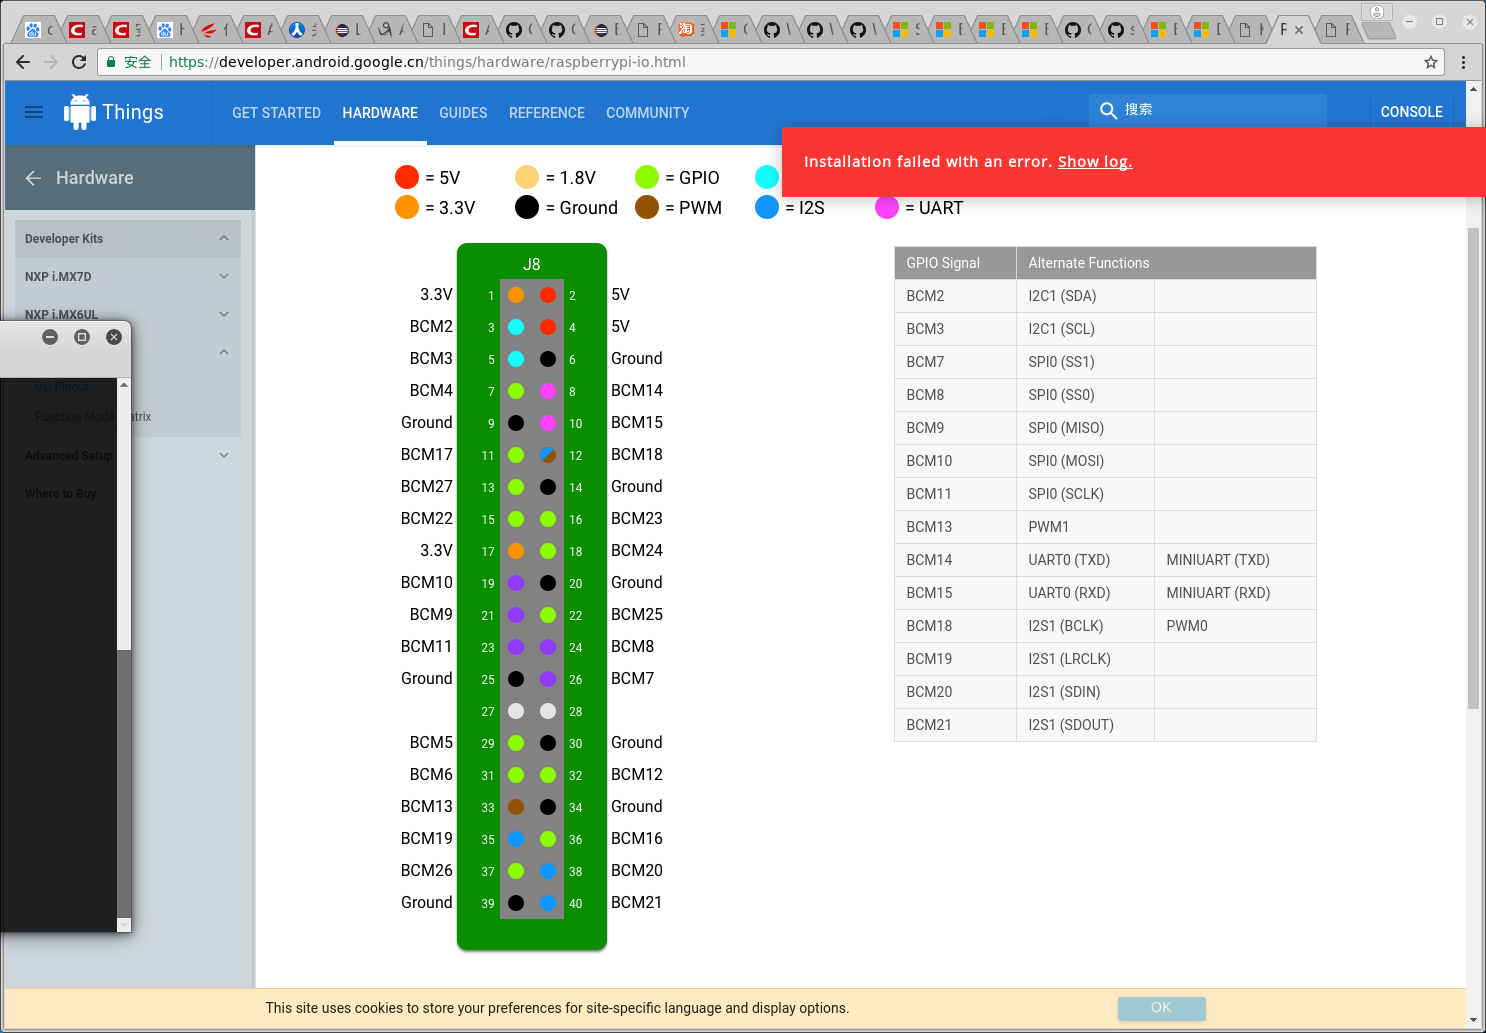 安全 https://developer.android.google.cn/things/hardware/raspberrypi-io.html
Things GET STARTED HARDWARE GUIDES REFERENCE COMMUNITY 搜索 CONSOLE
Installation failed with an error. Show log.
Hardware
Developer Kits
NXP i.MX7D
NXP i.MX6UL
I/O Pinout
Function Mode atrix
Advanced Setup
Where to Buy
= 5V = 1.8V = GPIO
= 3.3V = Ground = PWM = I2S = UART
J8
3.3V 1 2 5V
BCM2 3 4 5V
BCM3 5 6 Ground
BCM4 7 8 BCM14
Ground 9 10 BCM15
BCM17 11 12 BCM18
BCM27 13 14 Ground
BCM22 15 16 BCM23
3.3V 17 18 BCM24
BCM10 19 20 Ground
BCM9 21 22 BCM25
BCM11 23 24 BCM8
Ground 25 26 BCM7
27 28
BCM5 29 30 Ground
BCM6 31 32 BCM12
BCM13 33 34 Ground
BCM19 35 36 BCM16
BCM26 37 38 BCM20
Ground 39 40 BCM21
GPIO Signal Alternate Functions
BCM2 I2C1 (SDA)
BCM3 I2C1 (SCL)
BCM7 SPI0 (SS1)
BCM8 SPI0 (SS0)
BCM9 SPI0 (MISO)
BCM10 SPI0 (MOSI)
BCM11 SPI0 (SCLK)
BCM13 PWM1
BCM14 UART0 (TXD) MINIUART (TXD)
BCM15 UART0 (RXD) MINIUART (RXD)
BCM18 I2S1 (BCLK) PWM0
BCM19 I2S1 (LRCLK)
BCM20 I2S1 (SDIN)
BCM21 I2S1 (SDOUT)
This site uses cookies to store your preferences for site-specific language and display options. OK